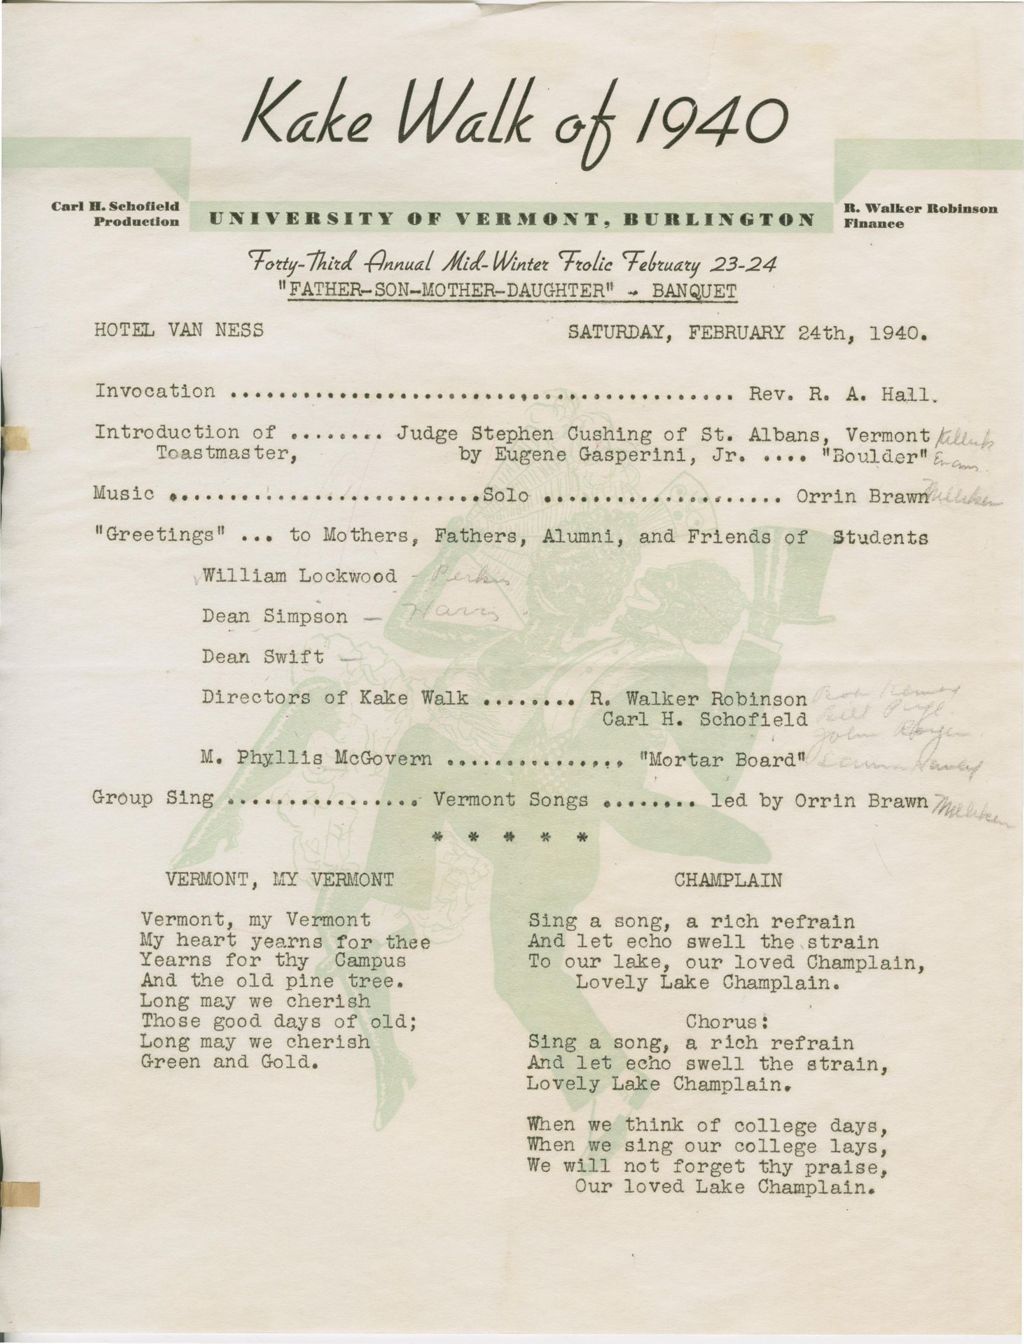 Kake Walk of 1940
Carl H. Schofield
Production
UNIVERSITY OF VERMONT, BURLINGTON
R. Walker Robinson
Finance
Forty-Third Annual Mid-Winter Frolic February 23-24
"FATHER-SON-MOTHER-DAUGHTER" - BANQUET
HOTEL VAN NESS SATURDAY, FEBRUARY 24th, 1940.
Invocation ........................................... Rev. R. A. Hall.
Introduction of ........ Judge Stephen Cushing of St. Albans, Vermont
Toastmaster, by Eugene Gasperini, Jr. .... "Boulder" Evans
Music ...........................Solo .................... Orrin Brawn Milliken
"Greetings" ... to Mothers, Fathers, Alumni, and Friends of Students
William Lockwood - Perkins
Dean Simpson — Harris
Dean Swift —
Directors of Kake Walk ........ R. Walker Robinson
Carl H. Schofield
M. Phyllis McGovern ............... "Mortar Board"
Group Sing ................. Vermont Songs ........ led by Orrin Brawn Milliken
* * * * *
VERMONT, MY VERMONT
Vermont, my Vermont
My heart yearns for thee
Yearns for thy Campus
And the old pine tree.
Long may we cherish
Those good days of old;
Long may we cherish
Green and Gold.
CHAMPLAIN
Sing a song, a rich refrain
And let echo swell the strain
To our lake, our loved Champlain,
Lovely Lake Champlain.
Chorus:
Sing a song, a rich refrain
And let echo swell the strain,
Lovely Lake Champlain.
When we think of college days,
When we sing our college lays,
We will not forget thy praise,
Our loved Lake Champlain.